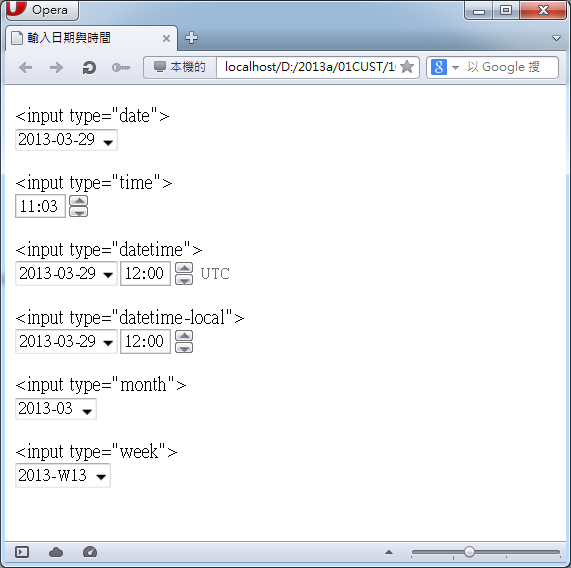 Opera
輸入日期與時間
本機的 localhost/D:/2013a/01CUST/1 以 Google 搜
<input type="date">
2013-03-29
<input type="time">
11:03
<input type="datetime">
2013-03-29 12:00 UTC
<input type="datetime-local">
2013-03-29 12:00
<input type="month">
2013-03
<input type="week">
2013-W13